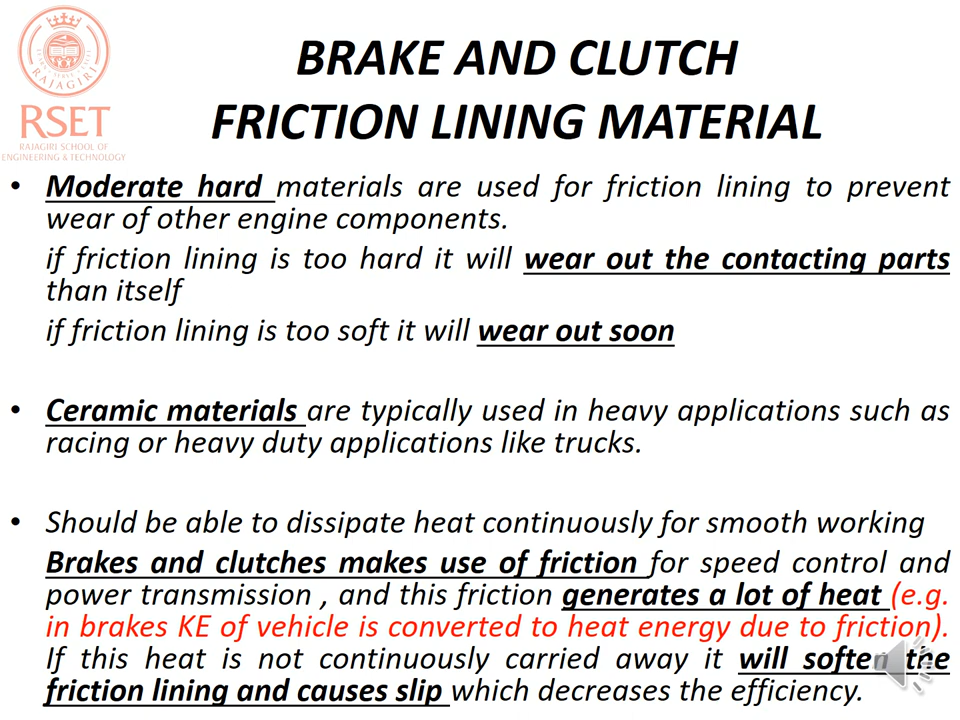 BRAKE AND CLUTCH
FRICTION LINING MATERIAL
RAJAGIRI
RSET
RAJAGIRI SCHOOL OF
ENGINEERING & TECHNOLOGY
• Moderate hard materials are used for friction lining to prevent
wear of other engine components.
if friction lining is too hard it will wear out the contacting parts
than itself
if friction lining is too soft it will wear out soon
• Ceramic materials are typically used in heavy applications such as
racing or heavy duty applications like trucks.
• Should be able to dissipate heat continuously for smooth working
Brakes and clutches makes use of friction for speed control and
power transmission , and this friction generates a lot of heat (e.g.
in brakes KE of vehicle is converted to heat energy due to friction).
If this heat is not continuously carried away it will soften the
friction lining and causes slip which decreases the efficiency.